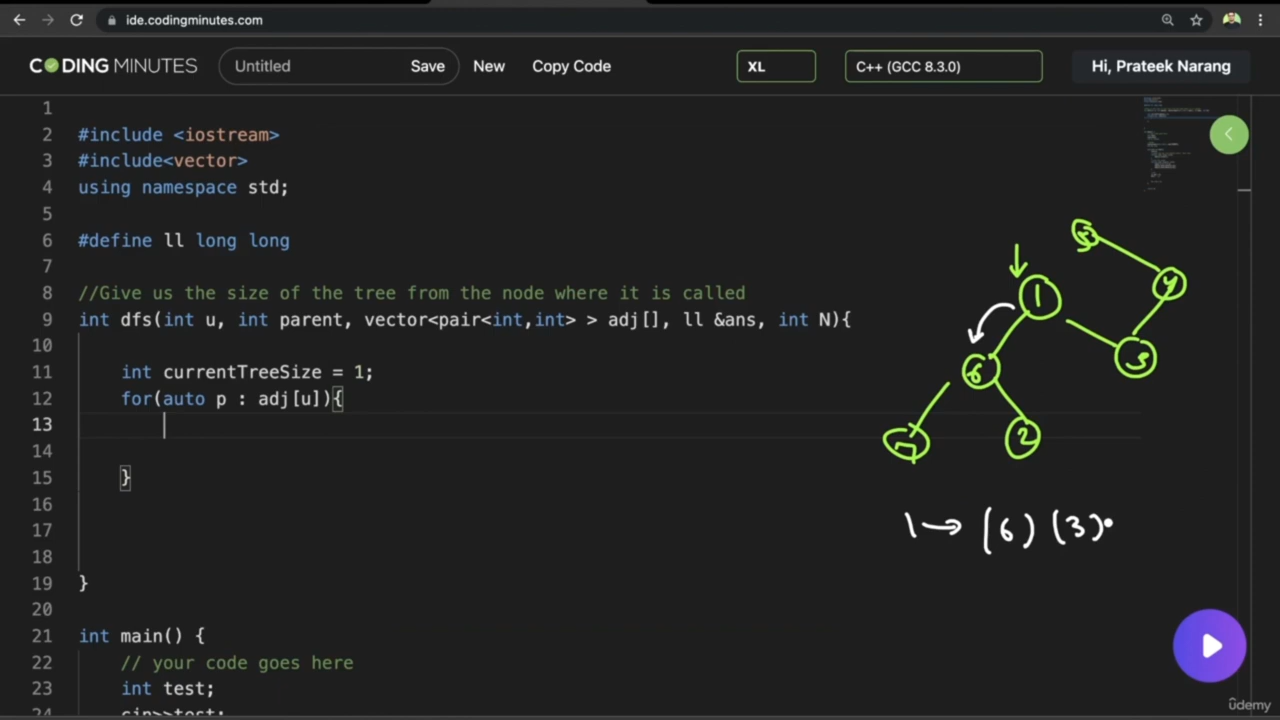 ide.codingminutes.com
CODING MINUTES
Untitled
Save
New
Copy Code
XL
C++ (GCC 8.3.0)
Hi, Prateek Narang
1
2 #include <iostream>
3 #include<vector>
4 using namespace std;
5
6 #define ll long long
7
8 //Give us the size of the tree from the node where it is called
9 int dfs(int u, int parent, vector<pair<int,int> > adj[], ll &ans, int N){
10
11 int currentTreeSize = 1;
12 for(auto p : adj[u]){
13
14
15 }
16
17
18
19 }
20
21 int main() {
22 // your code goes here
23 int test;
24 cin>>test;
1
4
6
3
7
2
1 → (6) (3)
ûdemy